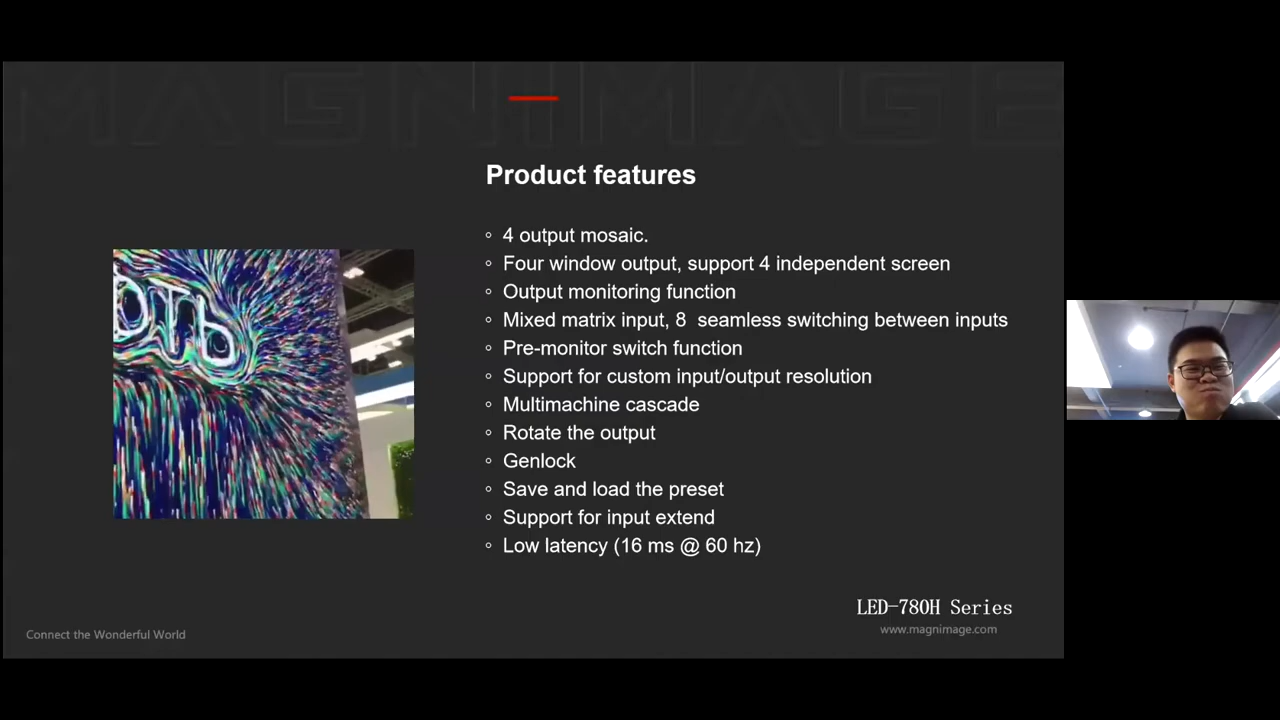 MAGNIMAGE
Product features
4 output mosaic.
Four window output, support 4 independent screen
Output monitoring function
Mixed matrix input, 8 seamless switching between inputs
Pre-monitor switch function
Support for custom input/output resolution
Multimachine cascade
Rotate the output
Genlock
Save and load the preset
Support for input extend
Low latency (16 ms @ 60 hz)
LED-780H Series
www.magnimage.com
Connect the Wonderful World